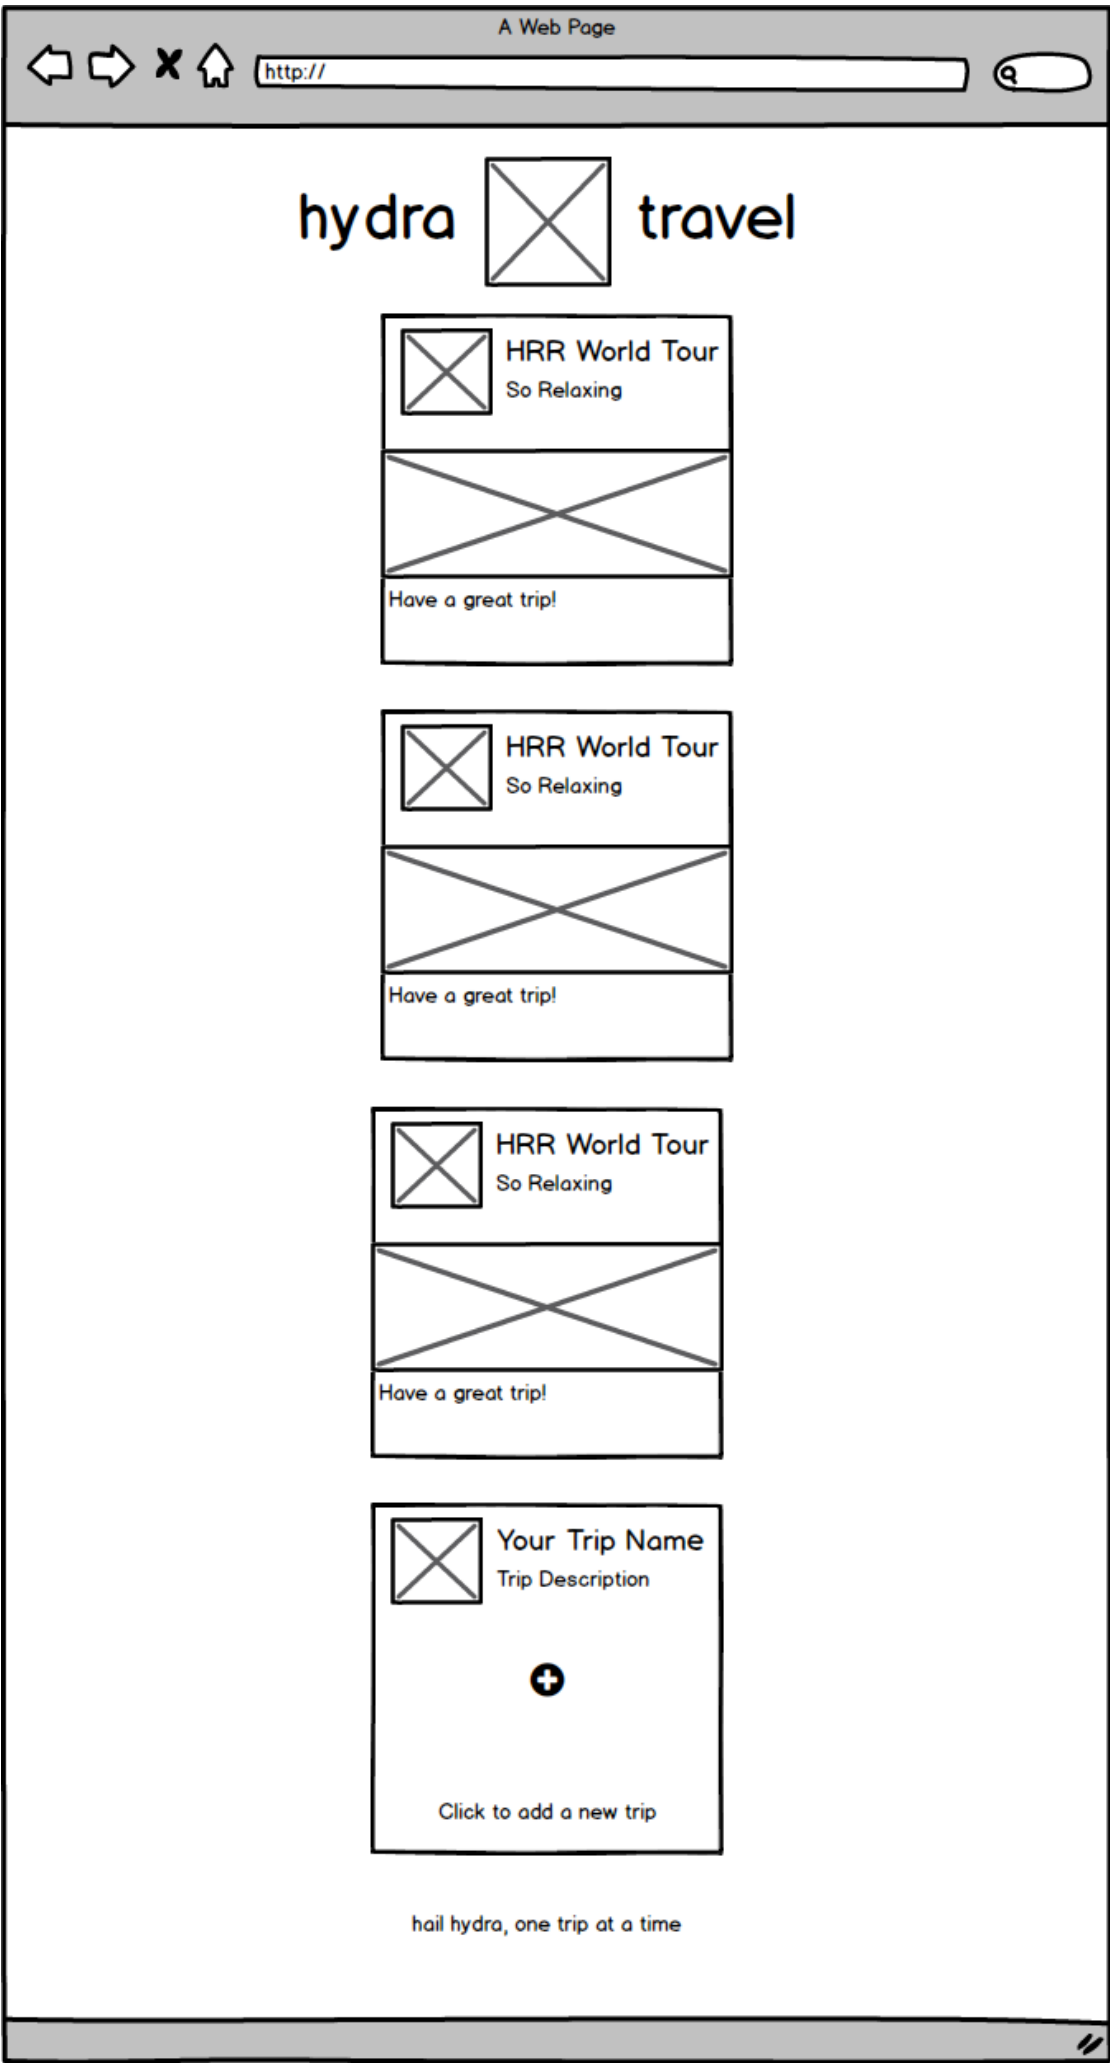 A Web Page
http://
hydra travel
HRR World Tour
So Relaxing
Have a great trip!
HRR World Tour
So Relaxing
Have a great trip!
HRR World Tour
So Relaxing
Have a great trip!
Your Trip Name
Trip Description
Click to add a new trip
hail hydra, one trip at a time